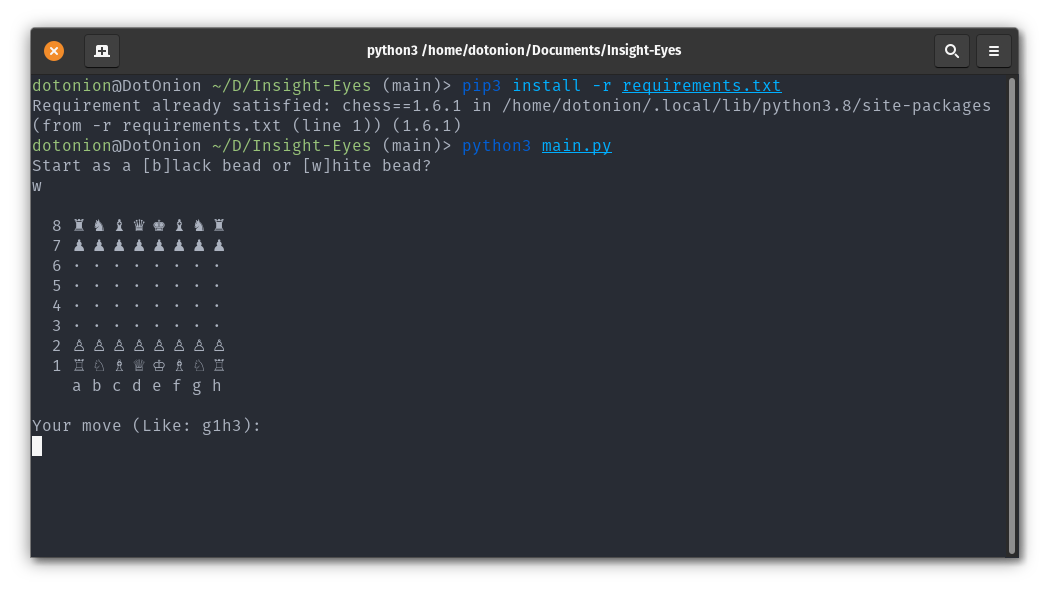 python3 /home/dotonion/Documents/Insight-Eyes
dotonion@DotOnion ~/D/Insight-Eyes (main)> pip3 install -r requirements.txt
Requirement already satisfied: chess==1.6.1 in /home/dotonion/.local/lib/python3.8/site-packages
(from -r requirements.txt (line 1)) (1.6.1)
dotonion@DotOnion ~/D/Insight-Eyes (main)> python3 main.py
Start as a [b]lack bead or [w]hite bead?
w
8 ♜ ♞ ♝ ♛ ♚ ♝ ♞ ♜
7 ♟ ♟ ♟ ♟ ♟ ♟ ♟ ♟
6 · · · · · · · ·
5 · · · · · · · ·
4 · · · · · · · ·
3 · · · · · · · ·
2 ♙ ♙ ♙ ♙ ♙ ♙ ♙ ♙
1 ♖ ♘ ♗ ♕ ♔ ♗ ♘ ♖
a b c d e f g h
Your move (Like: g1h3):